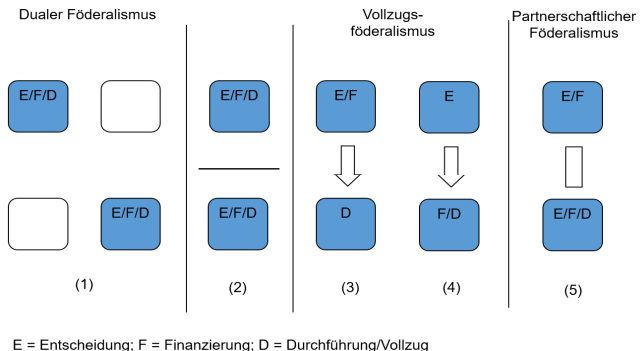 Dualer Föderalismus
Vollzugs-
föderalismus
Partnerschaftlicher
Föderalismus
E/F/D
E/F/D
E/F
E
E/F
E/F/D
E/F/D
D
F/D
E/F/D
(1)
(2)
(3)
(4)
(5)
E = Entscheidung; F = Finanzierung; D = Durchführung/Vollzug